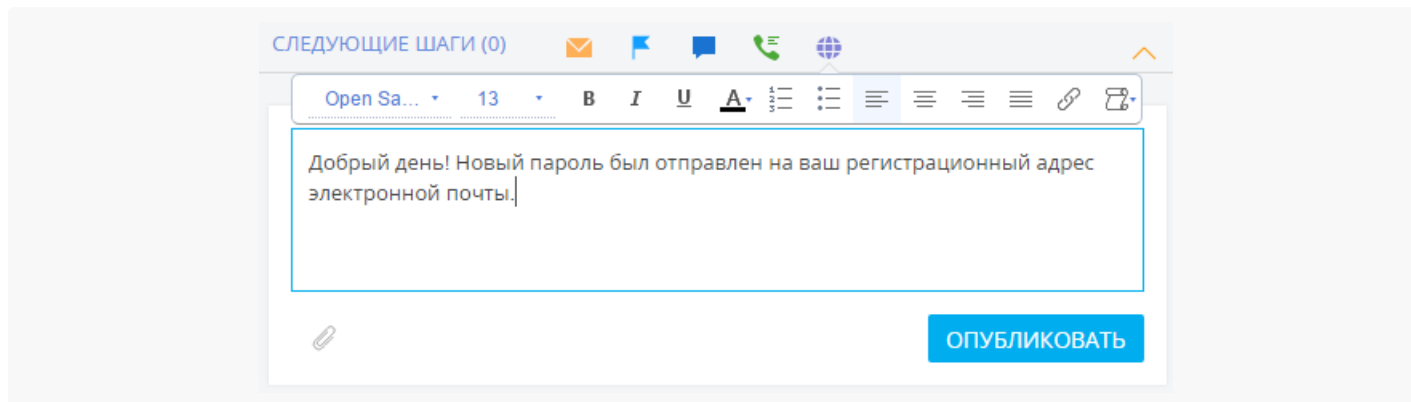 СЛЕДУЮЩИЕ ШАГИ (0)
Open Sa... 13 B I U A
Добрый день! Новый пароль был отправлен на ваш регистрационный адрес
электронной почты.
ОПУБЛИКОВАТЬ